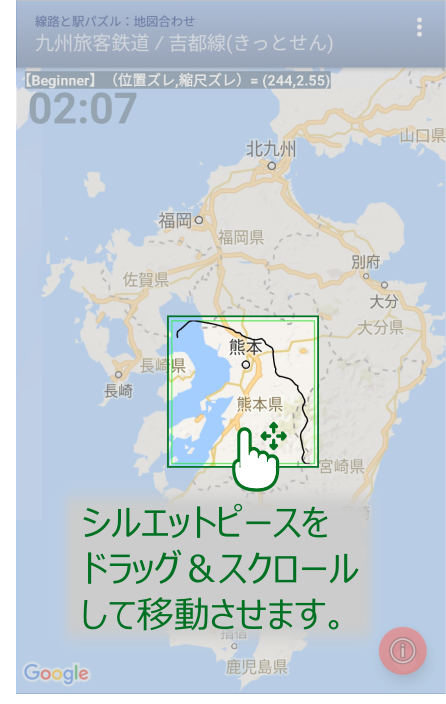 線路と駅パズル：地図合わせ
九州旅客鉄道 / 吉都線(きっとせん)
【Beginner】（位置ズレ,縮尺ズレ）= (244,2.55)
02:07
山口県
北九州
福岡
福岡県
別府
佐賀県
大分
大分県
熊本
長崎県
長崎
熊本県
宮崎県
シルエットピースを
ドラッグ＆スクロール
して移動させます。
指宿
鹿児島県
Google